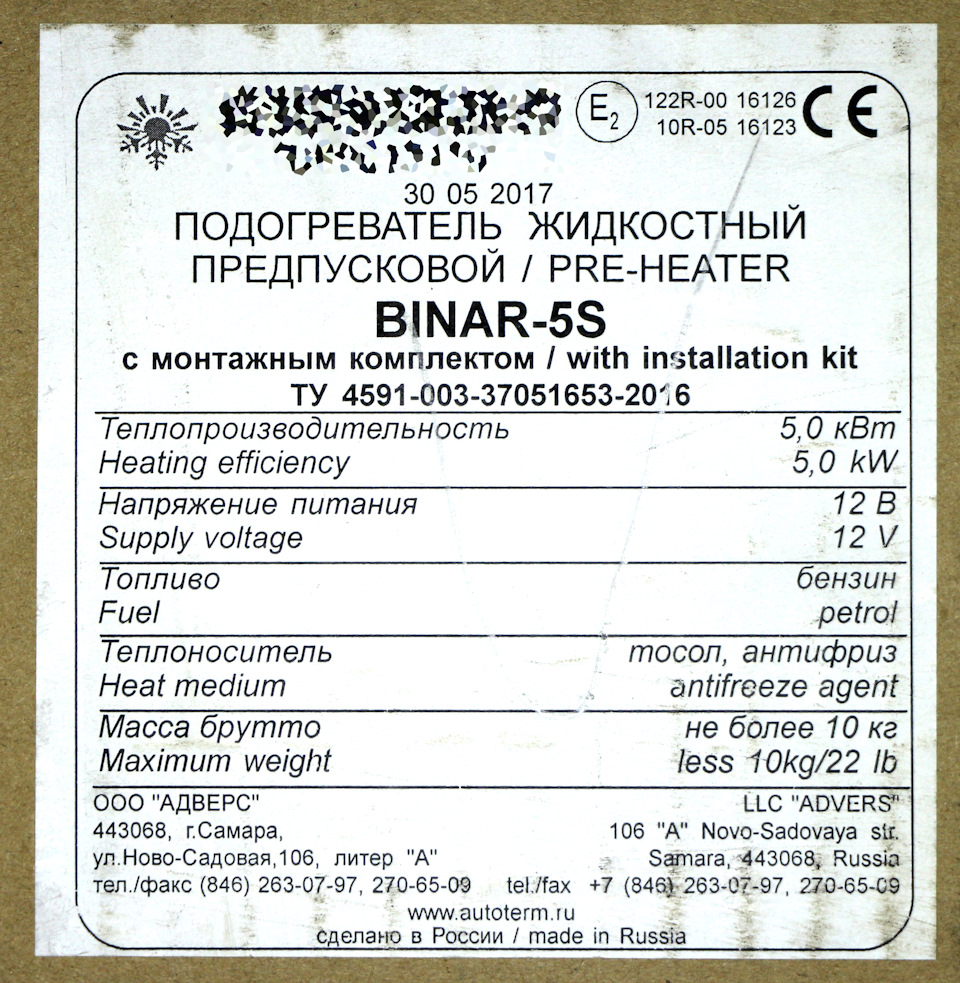 E2 122R-00 16126
10R-05 16123 CE
30 05 2017
ПОДОГРЕВАТЕЛЬ ЖИДКОСТНЫЙ
ПРЕДПУСКОВОЙ / PRE-HEATER
BINAR-5S
с монтажным комплектом / with installation kit
ТУ 4591-003-37051653-2016
Теплопроизводительность 5,0 кВт
Heating efficiency 5,0 kW
Напряжение питания 12 В
Supply voltage 12 V
Топливо бензин
Fuel petrol
Теплоноситель тосол, антифриз
Heat medium antifreeze agent
Масса брутто не более 10 кг
Maximum weight less 10kg/22 lb
ООО "АДВЕРС" LLC "ADVERS"
443068, г.Самара, 106 "A" Novo-Sadovaya str.
ул.Ново-Садовая,106, литер "А" Samara, 443068, Russia
тел./факс (846) 263-07-97, 270-65-09 tel./fax +7 (846) 263-07-97, 270-65-09
www.autoterm.ru
сделано в России / made in Russia